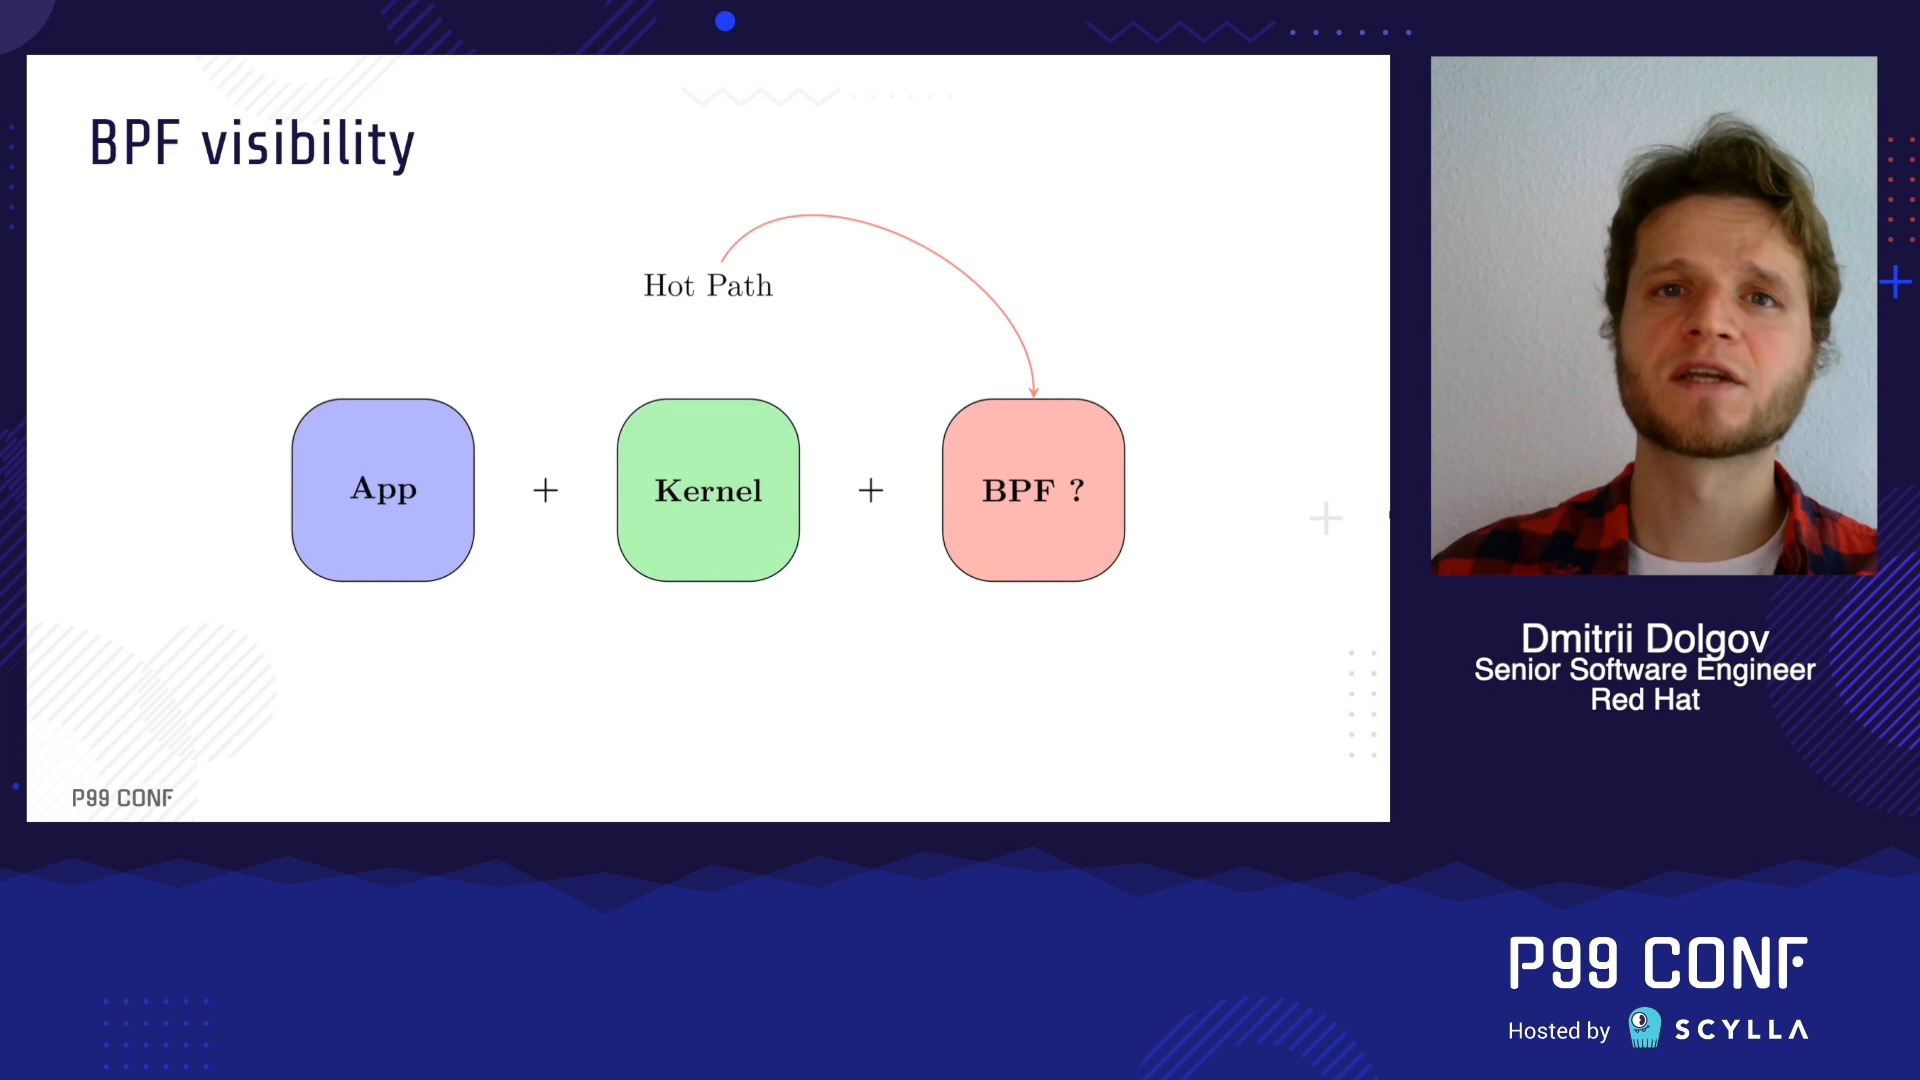 BPF visibility
Hot Path
App + Kernel + BPF ?
P99 CONF
Dmitrii Dolgov
Senior Software Engineer
Red Hat
P99 CONF
Hosted by SCYLLA